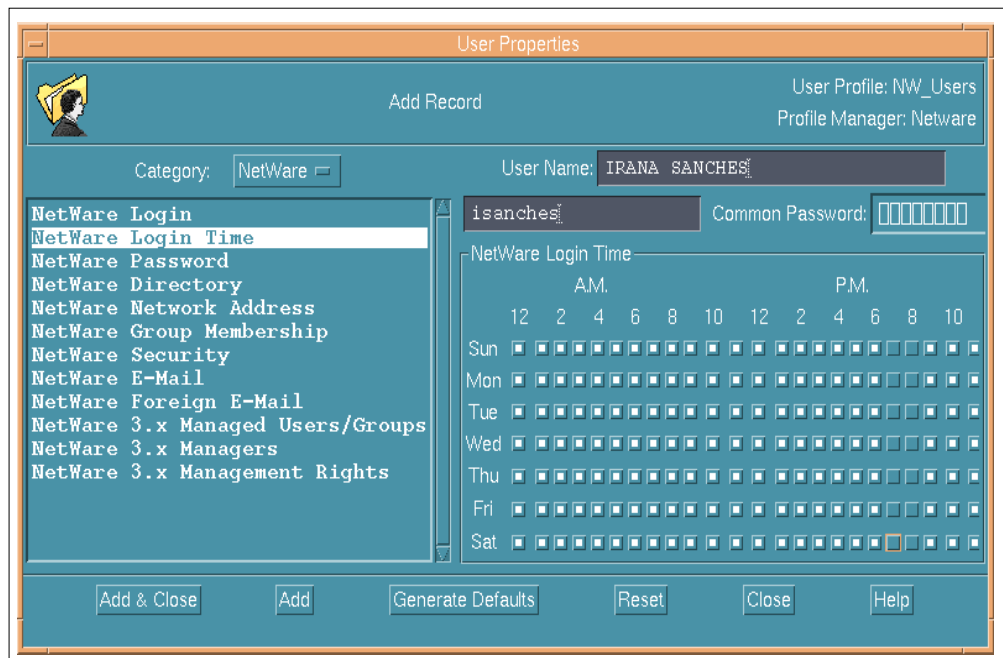 User Properties
Add Record
User Profile: NW_Users
Profile Manager: Netware
Category: NetWare
User Name: IRANA SANCHES
NetWare Login
NetWare Login Time
NetWare Password
NetWare Directory
NetWare Network Address
NetWare Group Membership
NetWare Security
NetWare E-Mail
NetWare Foreign E-Mail
NetWare 3.x Managed Users/Groups
NetWare 3.x Managers
NetWare 3.x Management Rights
isanches
Common Password:
NetWare Login Time
A.M. P.M.
12 2 4 6 8 10 12 2 4 6 8 10
Sun
Mon
Tue
Wed
Thu
Fri
Sat
Add & Close Add Generate Defaults Reset Close Help